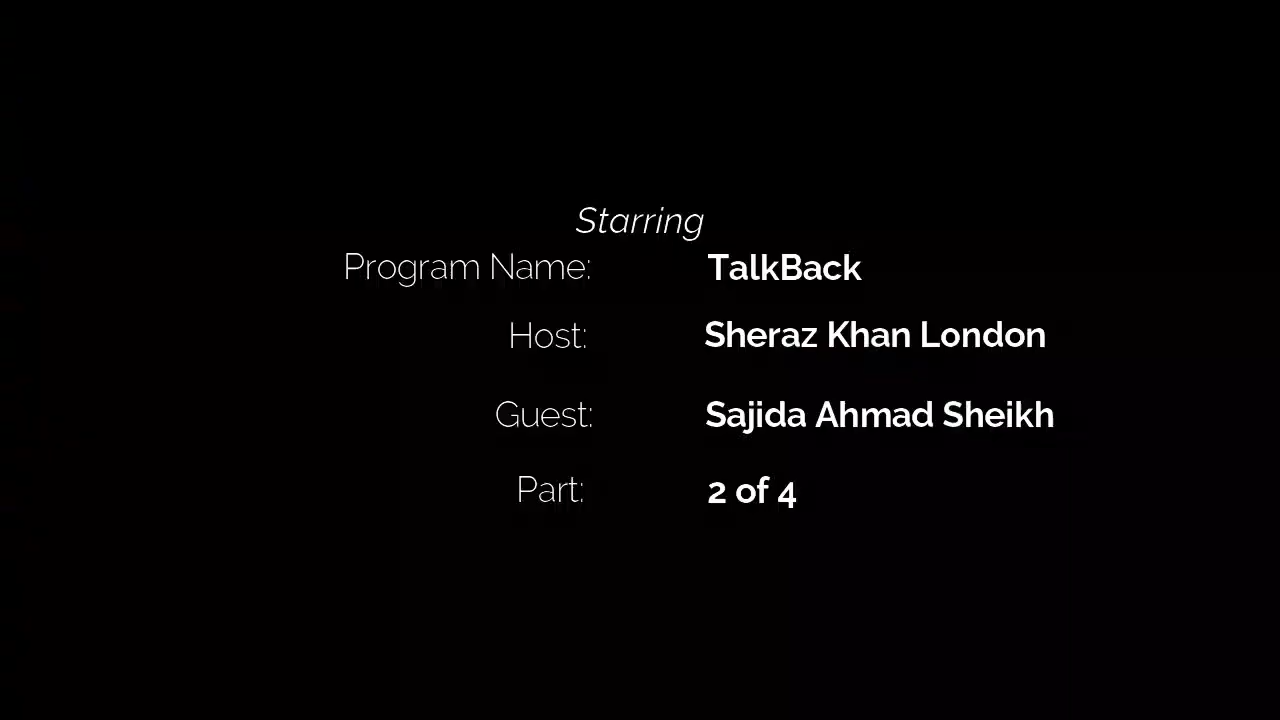 Starring
Program Name: TalkBack
Host: Sheraz Khan London
Guest: Sajida Ahmad Sheikh
Part: 2 of 4